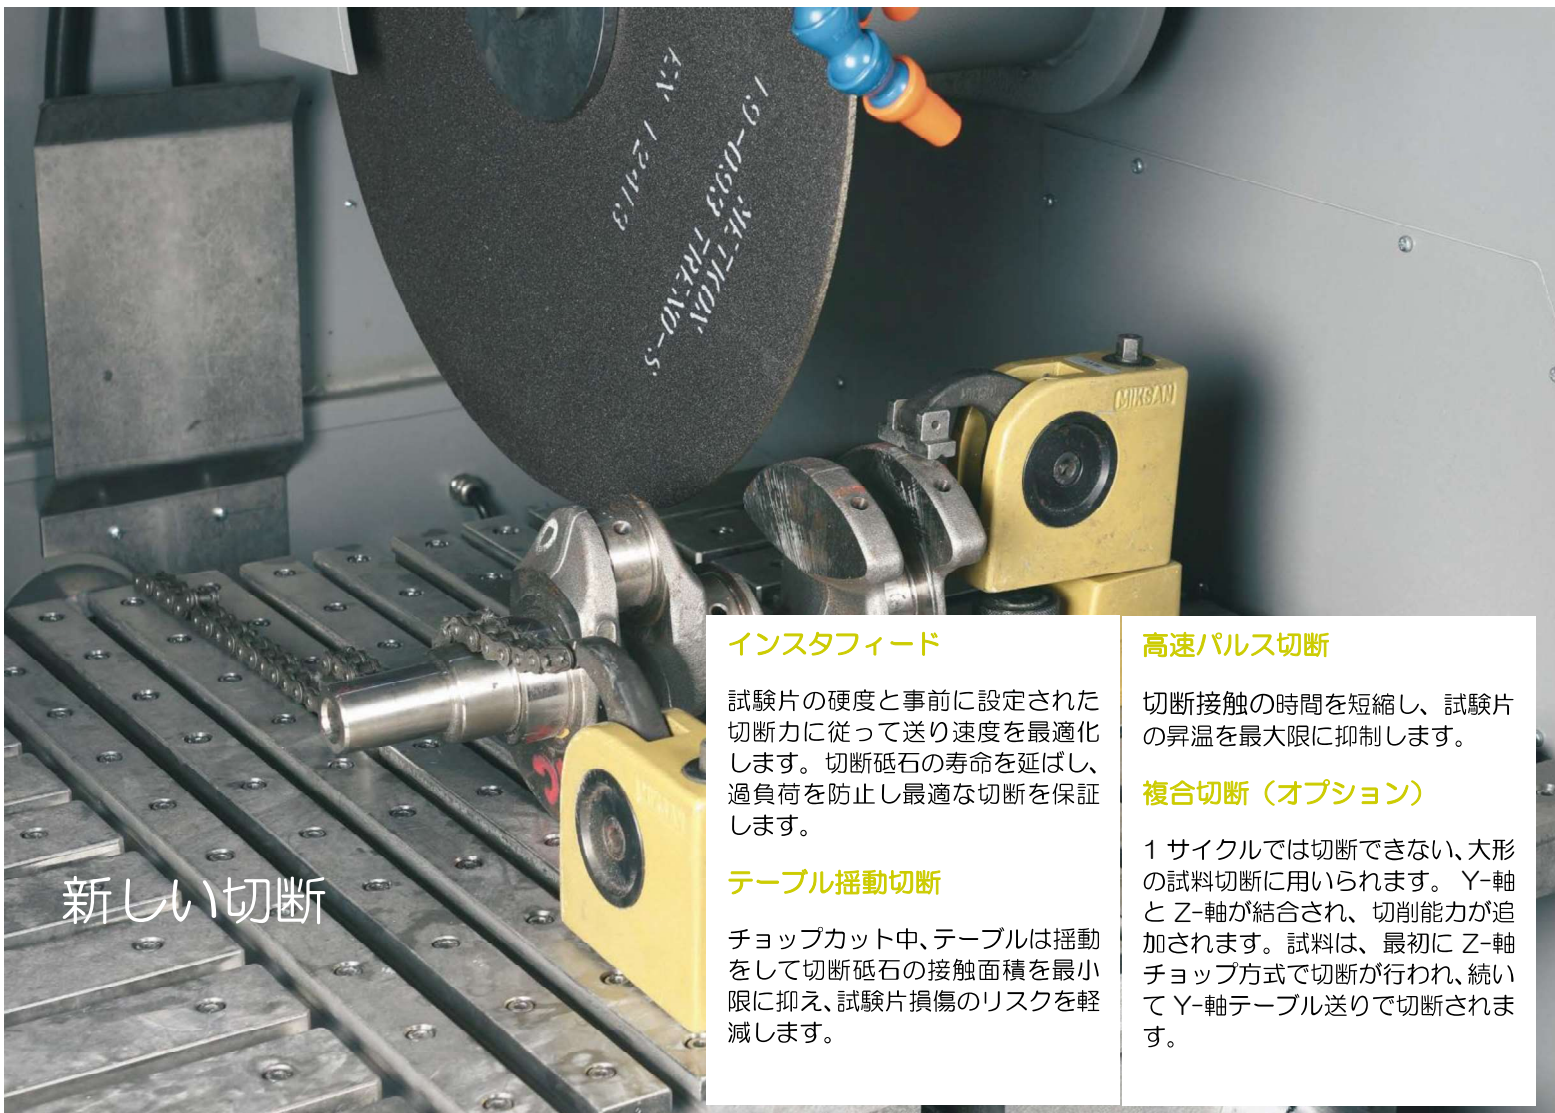 EN 12413
19-0393
METKON
TRENO-S
MIKSAN
新しい切断
インスタフィード
試験片の硬度と事前に設定された
切断力に従って送り速度を最適化
します。切断砥石の寿命を延ばし、
過負荷を防止し最適な切断を保証
します。
テーブル揺動切断
チョップカット中、テーブルは揺動
をして切断砥石の接触面積を最小
限に抑え、試験片損傷のリスクを軽
減します。
高速パルス切断
切断接触の時間を短縮し、試験片
の昇温を最大限に抑制します。
複合切断（オプション）
1 サイクルでは切断できない、大形
の試料切断に用いられます。 Y-軸
と Z-軸が結合され、切削能力が追
加されます。試料は、最初に Z-軸
チョップ方式で切断が行われ、続い
て Y-軸テーブル送りで切断されま
す。